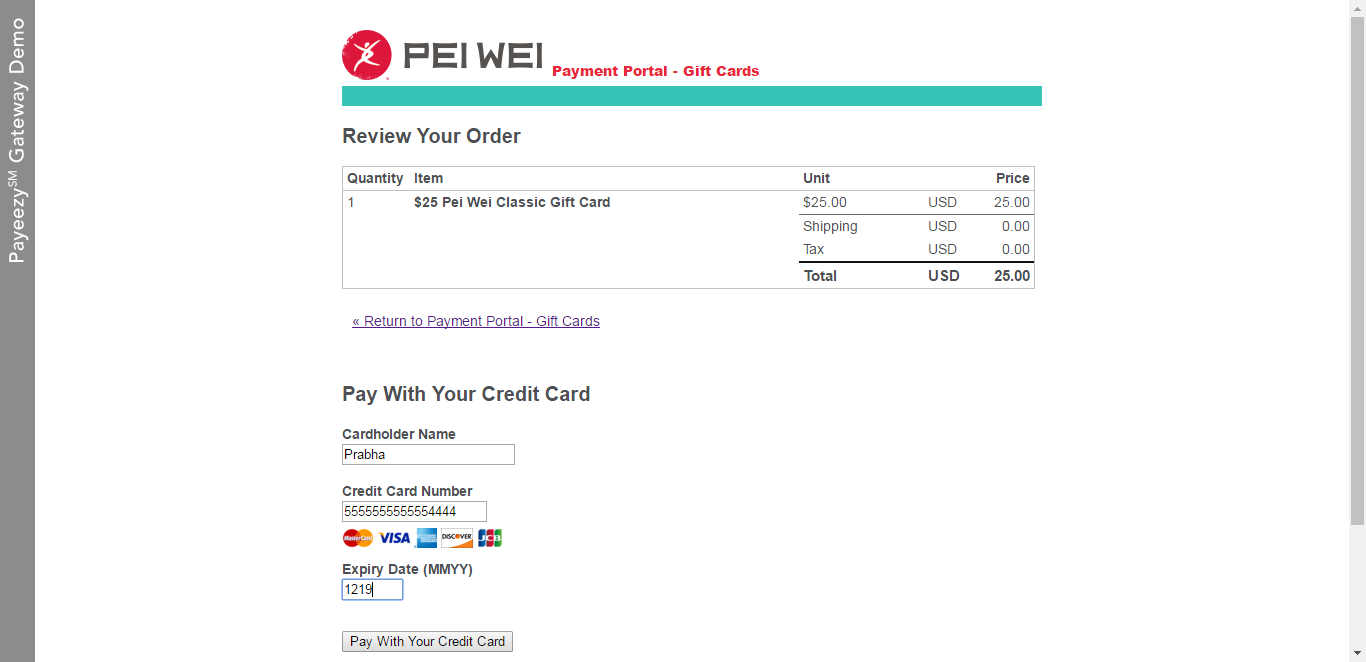 Payeezy℠ Gateway Demo
PEI WEI Payment Portal - Gift Cards
Review Your Order
Quantity Item Unit Price
1 $25 Pei Wei Classic Gift Card $25.00 USD 25.00
Shipping USD 0.00
Tax USD 0.00
Total USD 25.00
« Return to Payment Portal - Gift Cards
Pay With Your Credit Card
Cardholder Name
Prabha
Credit Card Number
5555555555554444
MasterCard VISA DISCOVER JCB
Expiry Date (MMYY)
1219
Pay With Your Credit Card